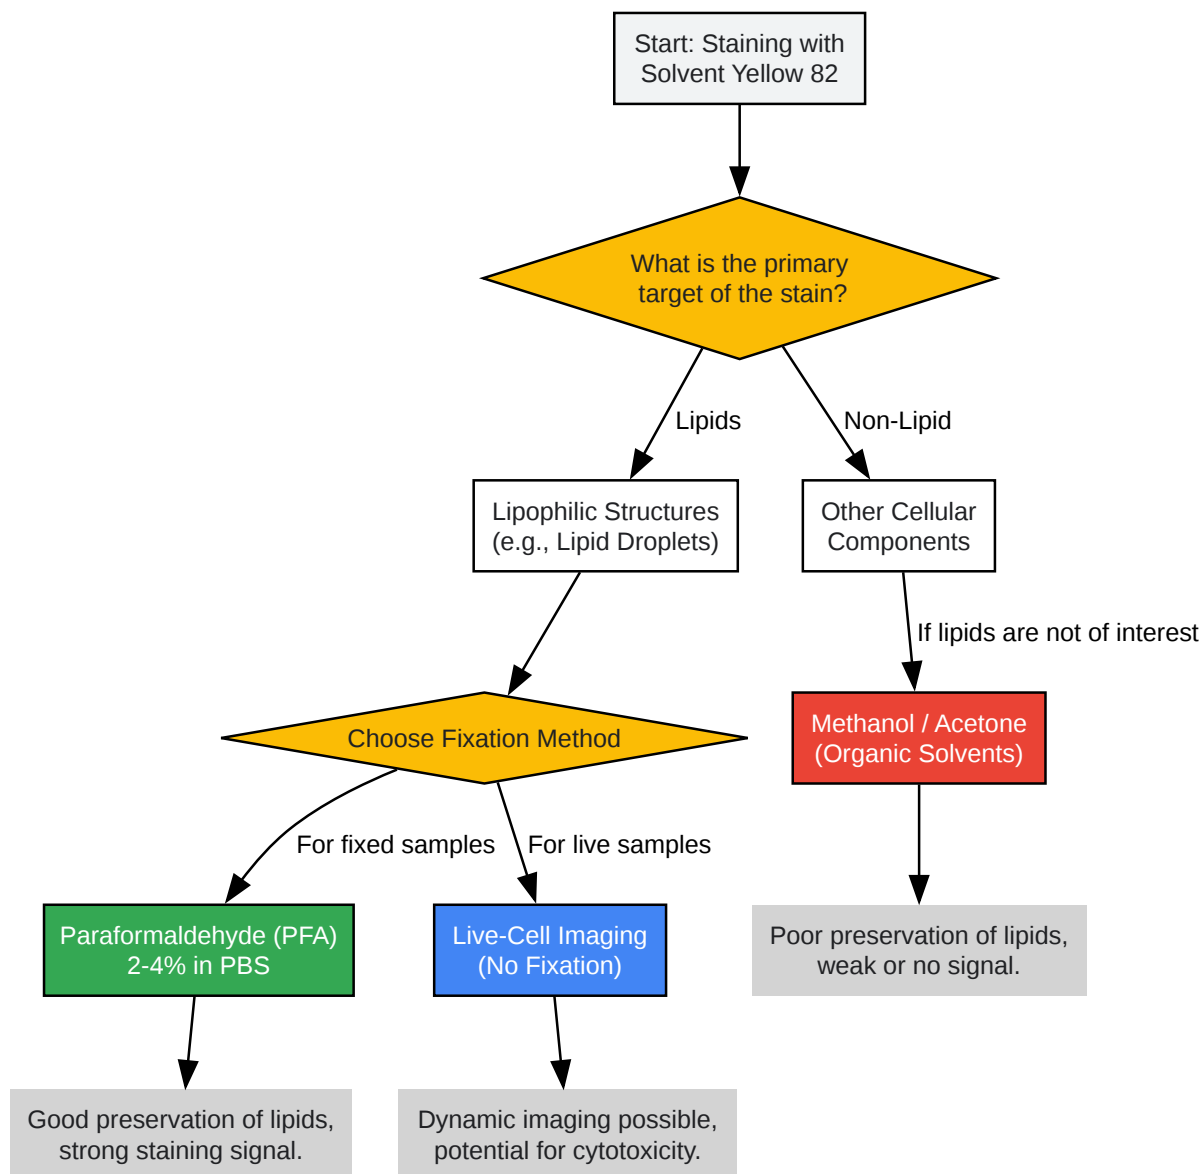 Start: Staining with
Solvent Yellow 82
What is the primary
target of the stain?
Lipids
Non-Lipid
Lipophilic Structures
(e.g., Lipid Droplets)
Other Cellular
Components
If lipids are not of interest
Choose Fixation Method
Methanol / Acetone
(Organic Solvents)
For fixed samples
For live samples
Paraformaldehyde (PFA)
2-4% in PBS
Live-Cell Imaging
(No Fixation)
Poor preservation of lipids,
weak or no signal.
Good preservation of lipids,
strong staining signal.
Dynamic imaging possible,
potential for cytotoxicity.